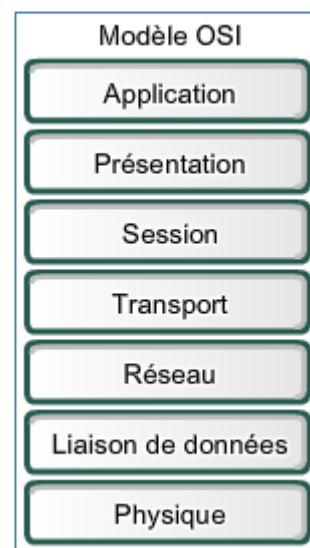 Modèle OSI
Application
Présentation
Session
Transport
Réseau
Liaison de données
Physique